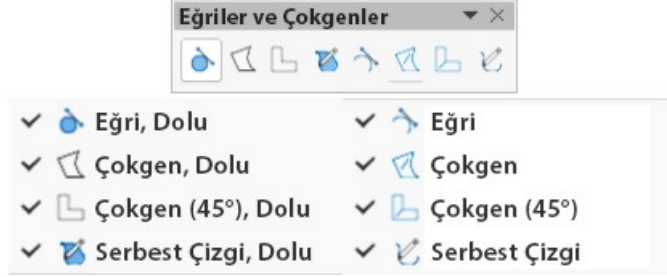 Eğriler ve Çokgenler
Eğri, Dolu
Çokgen, Dolu
Çokgen (45°), Dolu
Serbest Çizgi, Dolu
Eğri
Çokgen
Çokgen (45°)
Serbest Çizgi